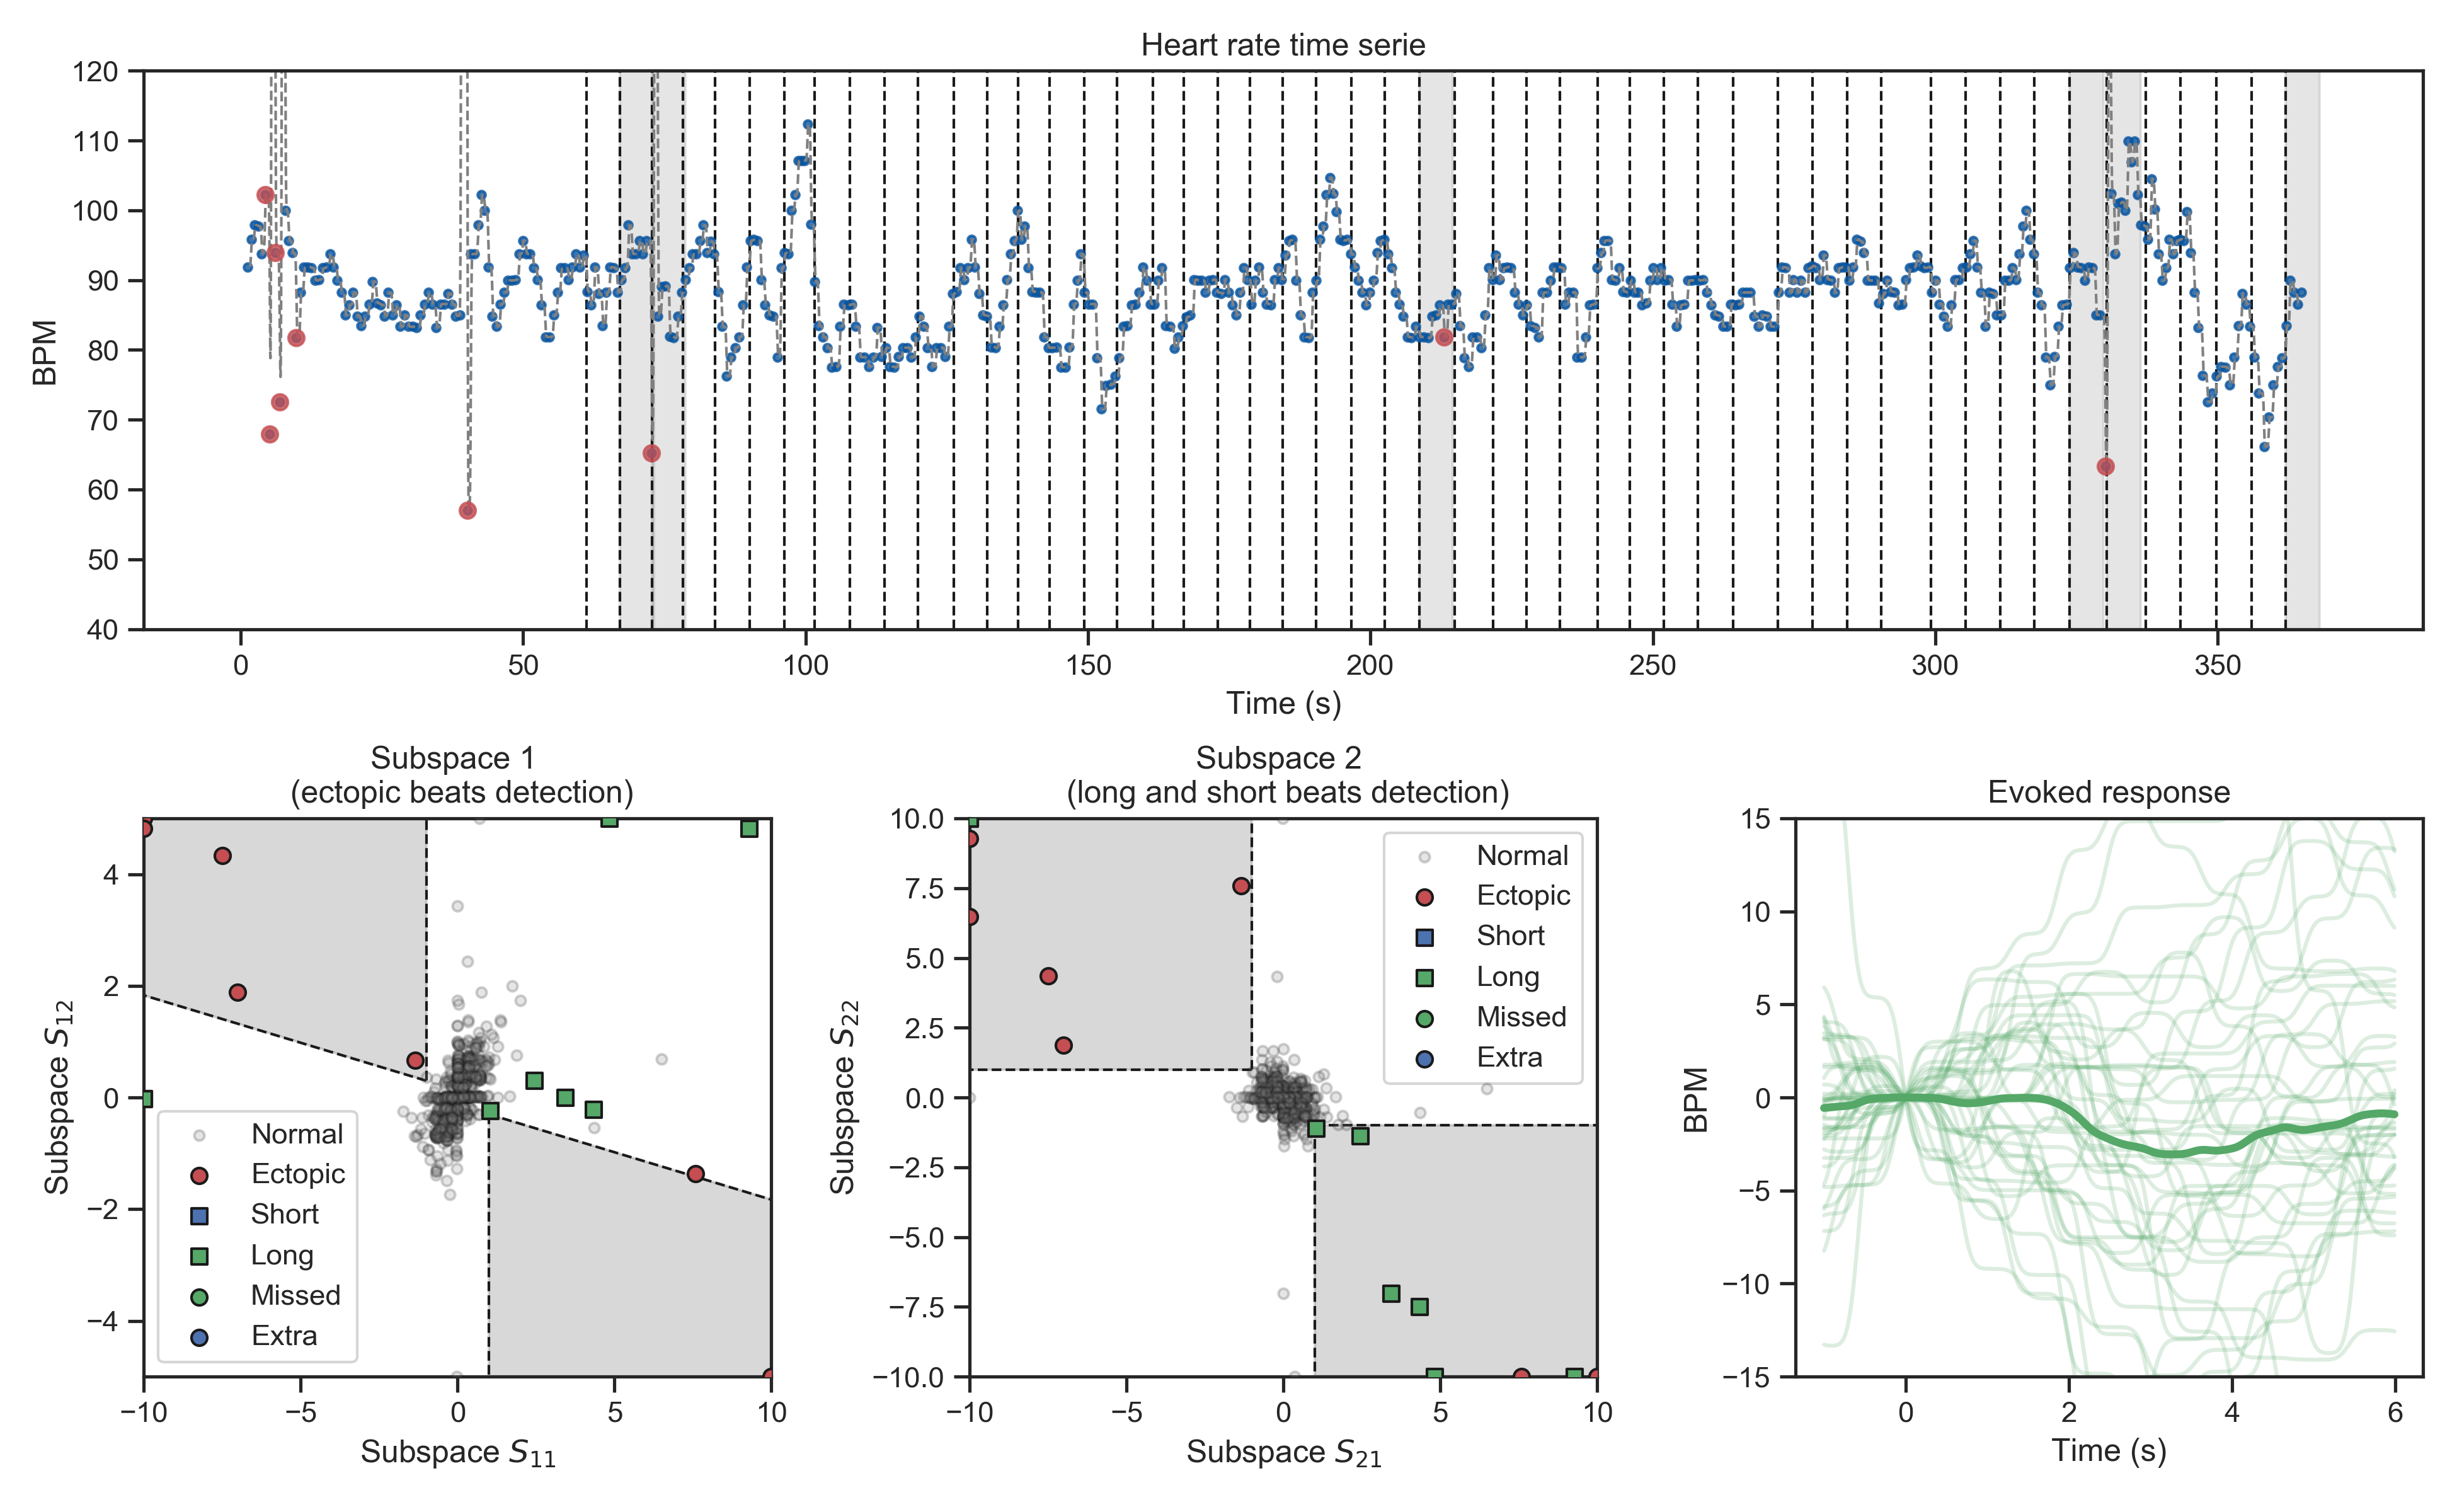 Heart rate time serie
120
110
100
90
80
70
60
50
40
BPM
0 50 100 150 200 250 300 350
Time (s)
Subspace 1
(ectopic beats detection)
4
2
0
−2
−4
Subspace S12
Normal
Ectopic
Short
Long
Missed
Extra
−10 −5 0 5 10
Subspace S11
Subspace 2
(long and short beats detection)
10.0
7.5
5.0
2.5
0.0
−2.5
−5.0
−7.5
−10.0
Subspace S22
Normal
Ectopic
Short
Long
Missed
Extra
−10 −5 0 5 10
Subspace S21
Evoked response
15
10
5
0
−5
−10
−15
BPM
0 2 4 6
Time (s)